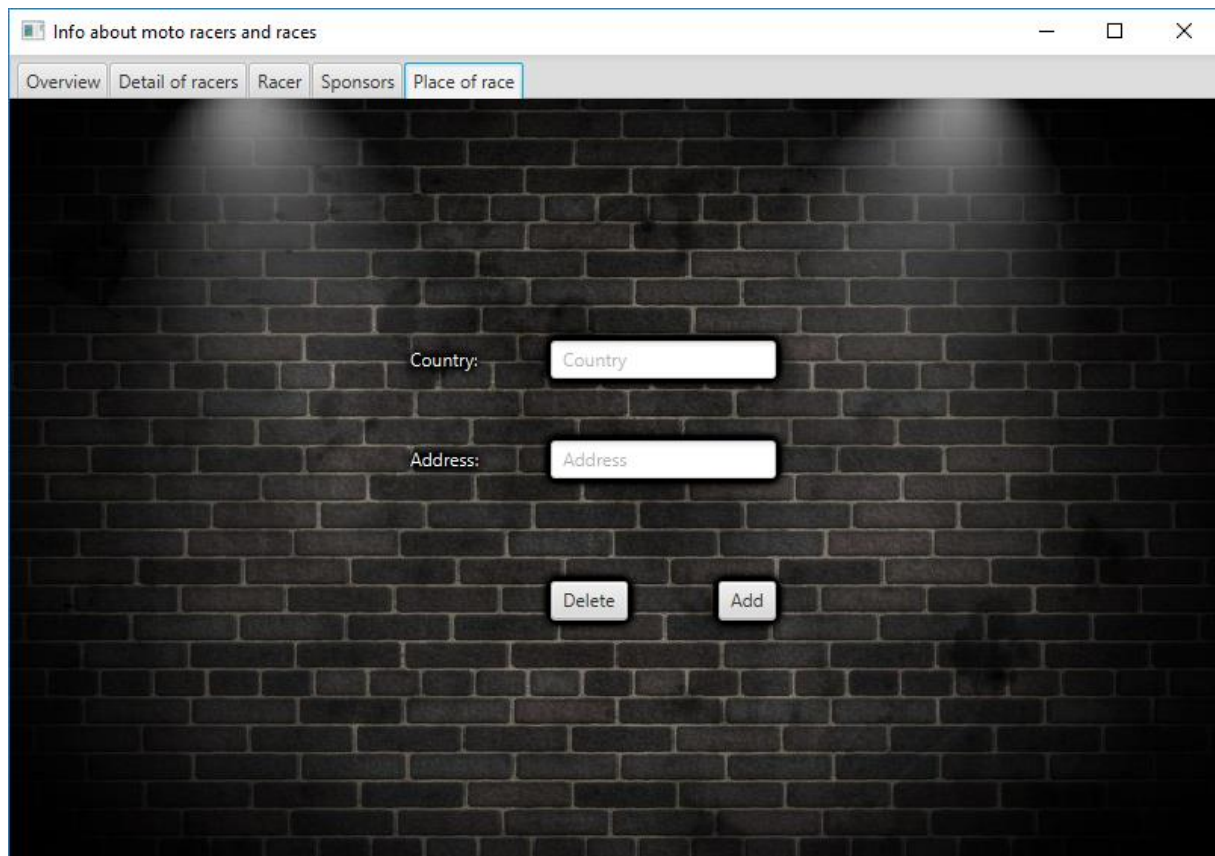 Info about moto racers and races
Overview Detail of racers Racer Sponsors Place of race
Country: Country
Address: Address
Delete Add